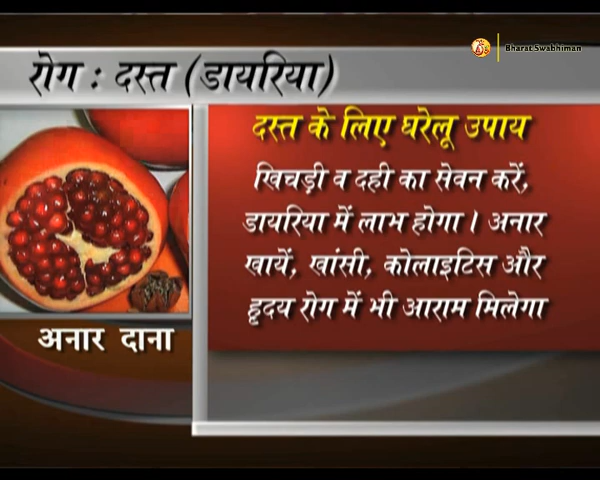 Bharat Swabhiman
रोग : दस्त (डायरिया)
दस्त के लिए घरेलू उपाय
खिचड़ी व दही का सेवन करें,
डायरिया में लाभ होगा । अनार
खायें, खांसी, कोलाइटिस और
हृदय रोग में भी आराम मिलेगा
अनार दाना